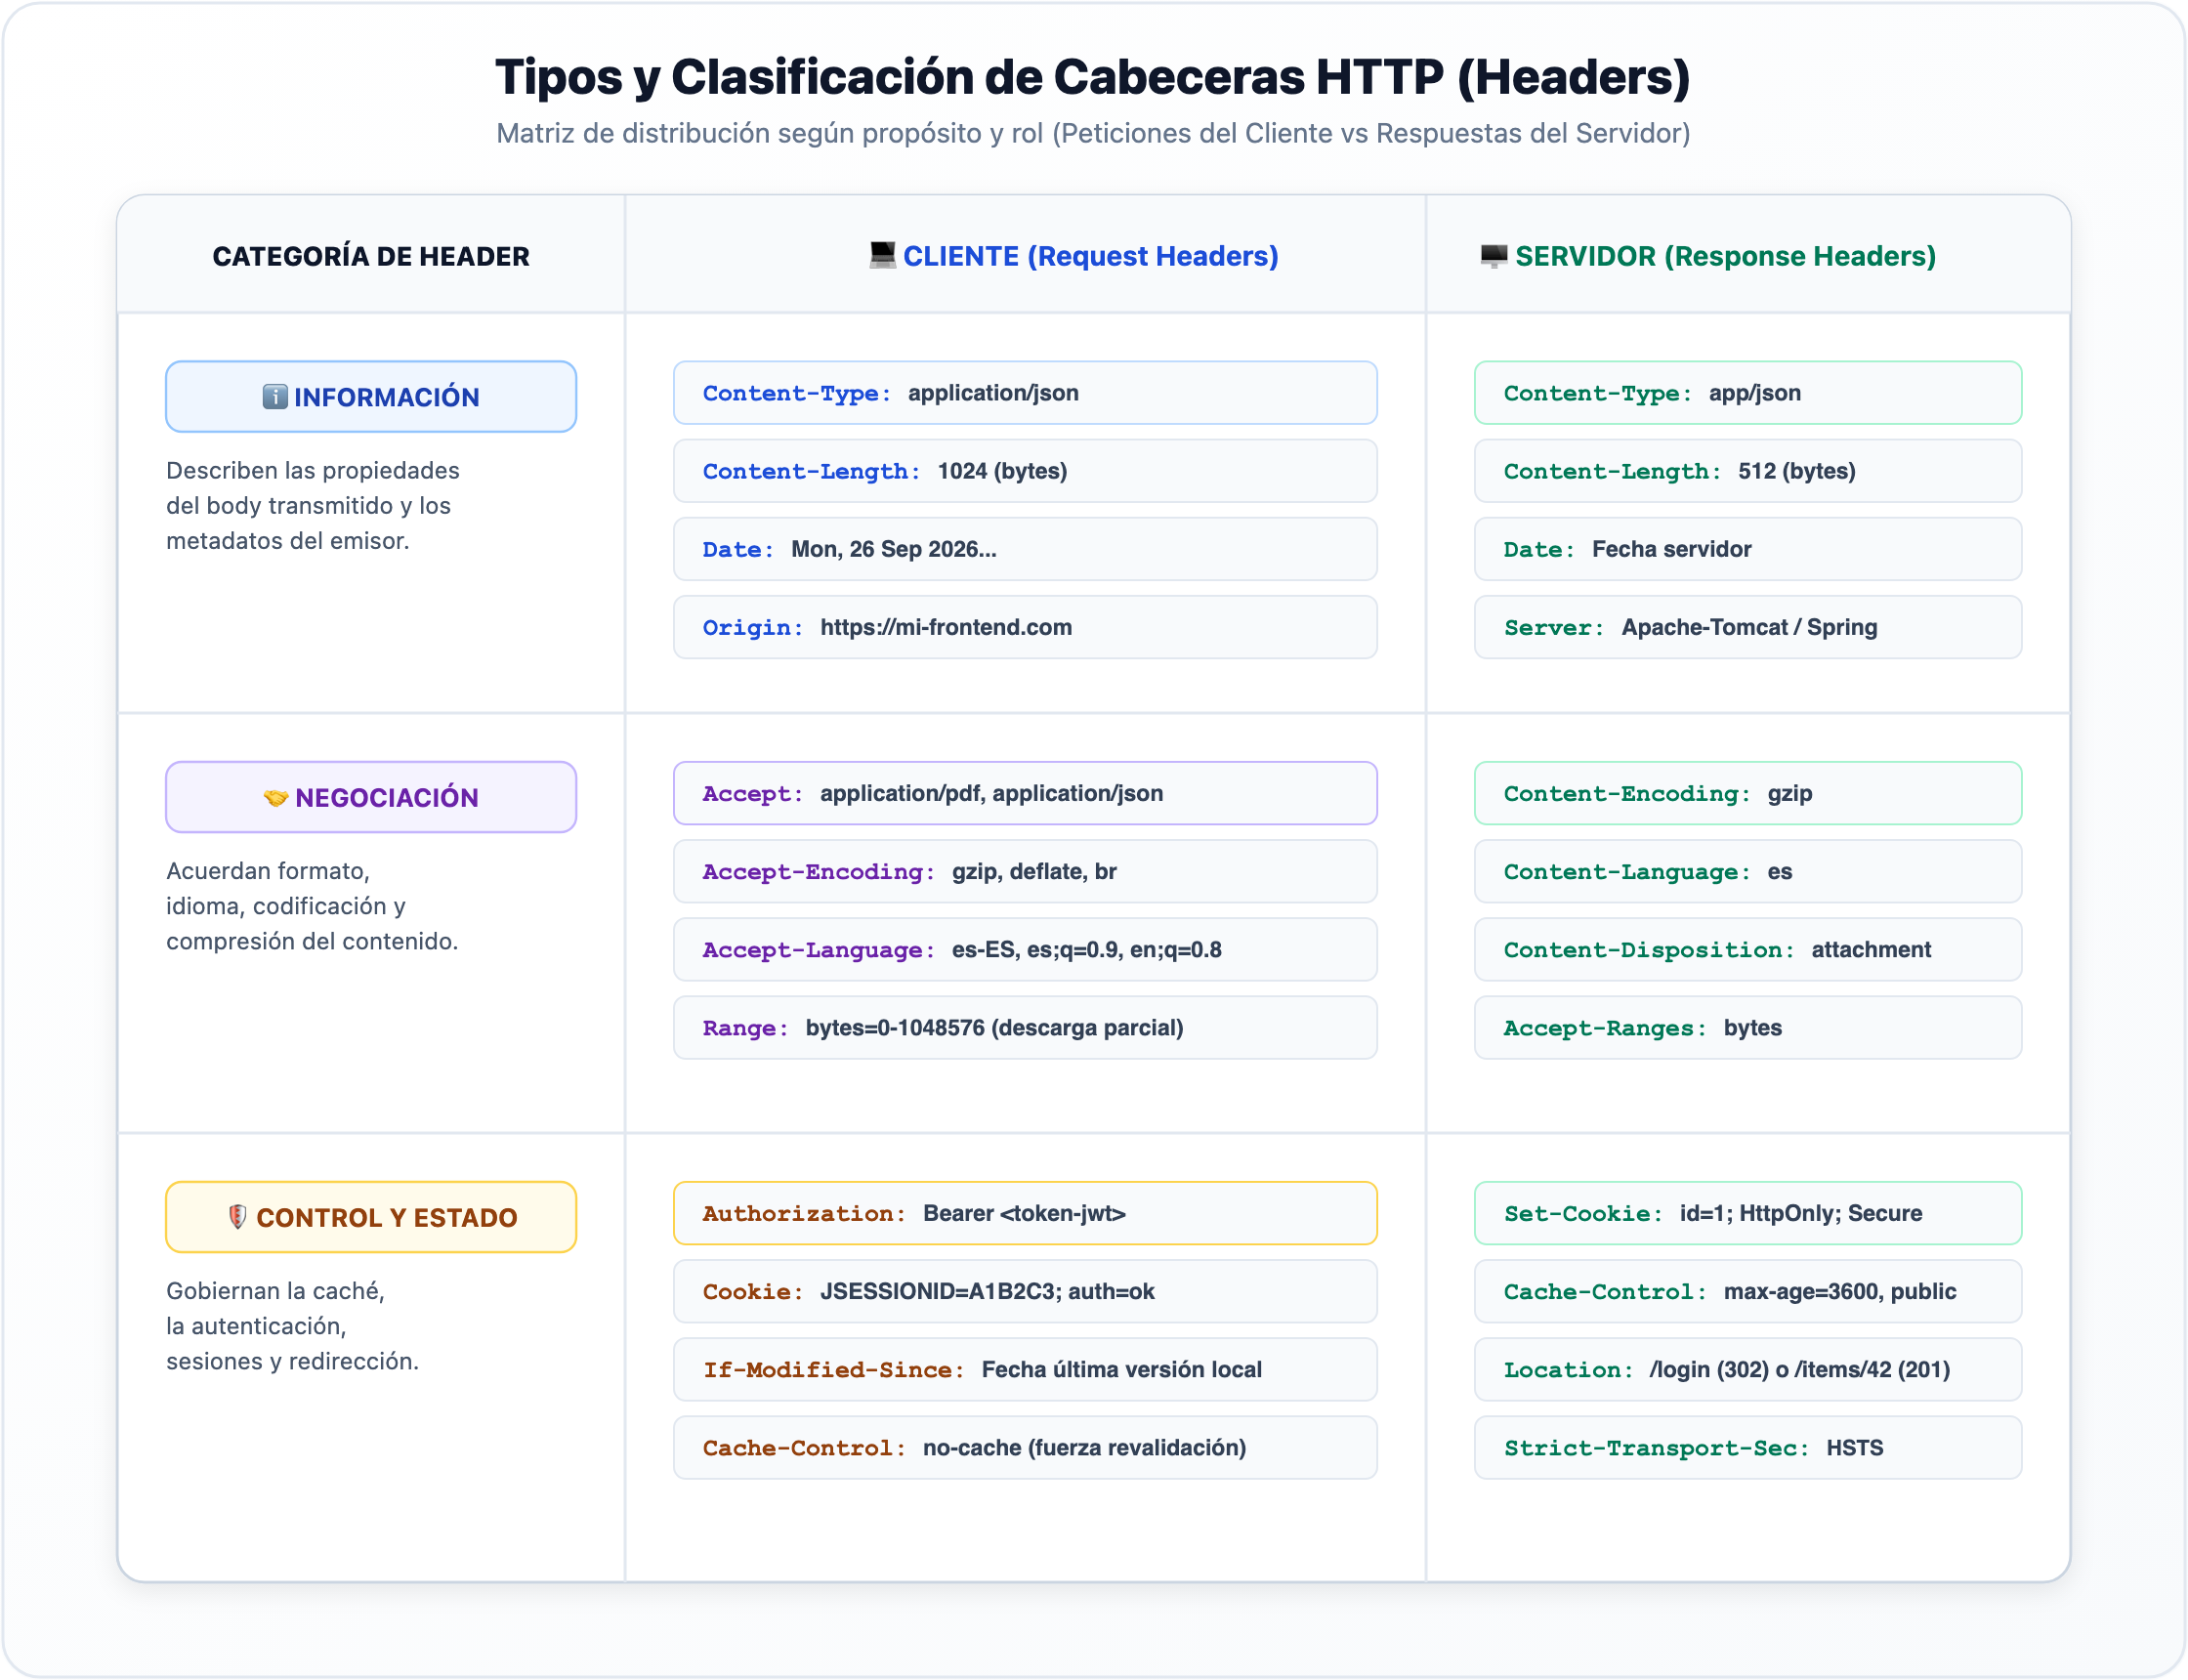 Tipos y Clasificación de Cabeceras HTTP (Headers)
Matriz de distribución según propósito y rol (Peticiones del Cliente vs Respuestas del Servidor)
CATEGORÍA DE HEADER
CLIENTE (Request Headers)
SERVIDOR (Response Headers)
INFORMACIÓN
Describen las propiedades
del body transmitido y los
metadatos del emisor.
Content-Type: application/json
Content-Length: 1024 (bytes)
Date: Mon, 26 Sep 2026...
Origin: https://mi-frontend.com
Content-Type: app/json
Content-Length: 512 (bytes)
Date: Fecha servidor
Server: Apache-Tomcat / Spring
NEGOCIACIÓN
Acuerdan formato,
idioma, codificación y
compresión del contenido.
Accept: application/pdf, application/json
Accept-Encoding: gzip, deflate, br
Accept-Language: es-ES, es;q=0.9, en;q=0.8
Range: bytes=0-1048576 (descarga parcial)
Content-Encoding: gzip
Content-Language: es
Content-Disposition: attachment
Accept-Ranges: bytes
CONTROL Y ESTADO
Gobiernan la caché,
la autenticación,
sesiones y redirección.
Authorization: Bearer <token-jwt>
Cookie: JSESSIONID=A1B2C3; auth=ok
If-Modified-Since: Fecha última versión local
Cache-Control: no-cache (fuerza revalidación)
Set-Cookie: id=1; HttpOnly; Secure
Cache-Control: max-age=3600, public
Location: /login (302) o /items/42 (201)
Strict-Transport-Sec: HSTS